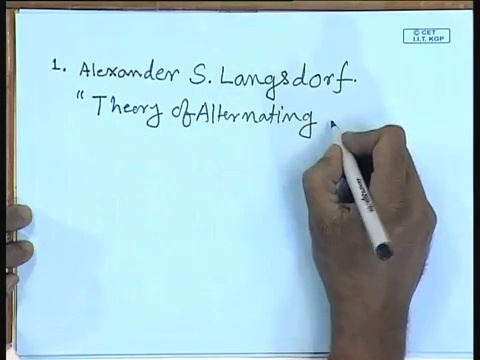 © CET
I.I.T. KGP
1. Alexander S. Langsdorf.
" Theory of Alternating